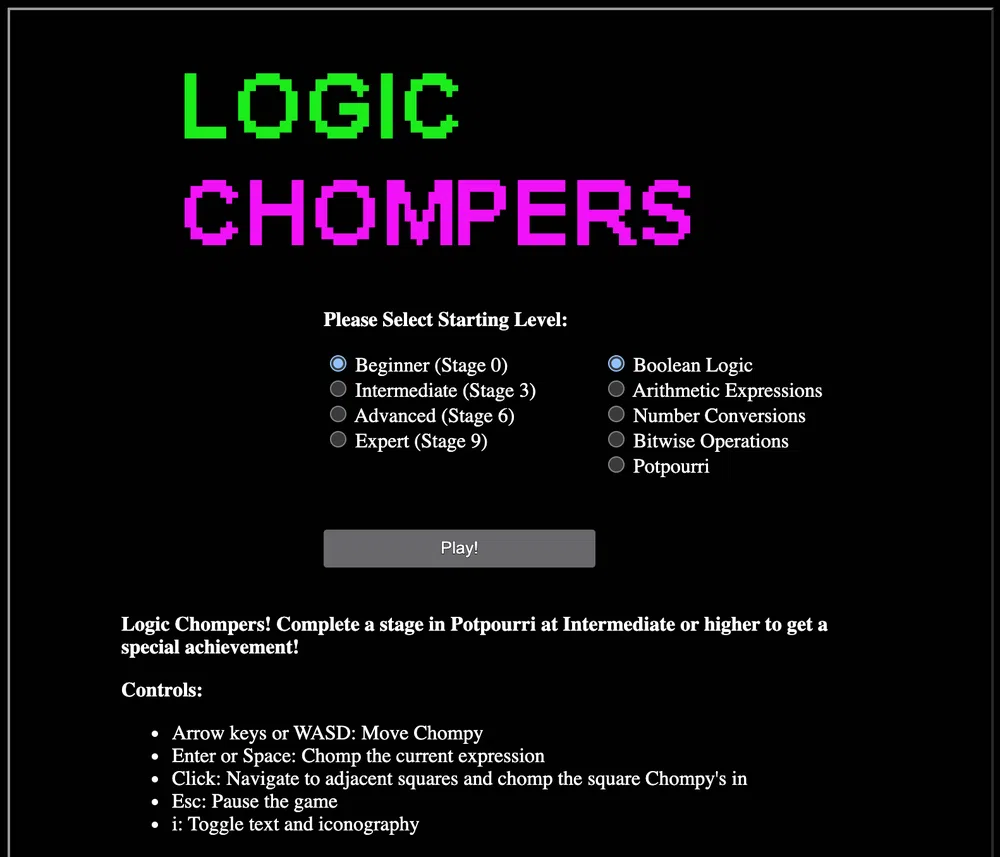 LOGIC
CHOMPERS
Please Select Starting Level:
Beginner (Stage 0)
Intermediate (Stage 3)
Advanced (Stage 6)
Expert (Stage 9)
Boolean Logic
Arithmetic Expressions
Number Conversions
Bitwise Operations
Potpourri
Play!
Logic Chompers! Complete a stage in Potpourri at Intermediate or higher to get a
special achievement!
Controls:
Arrow keys or WASD: Move Chompy
Enter or Space: Chomp the current expression
Click: Navigate to adjacent squares and chomp the square Chompy's in
Esc: Pause the game
i: Toggle text and iconography